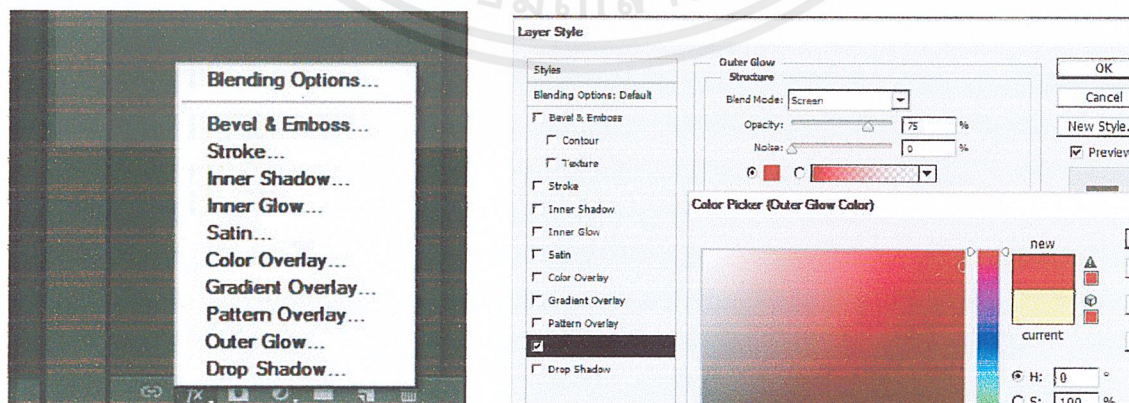 Blending Options...
Bevel & Emboss...
Stroke...
Inner Shadow...
Inner Glow...
Satin...
Color Overlay...
Gradient Overlay...
Pattern Overlay...
Outer Glow...
Drop Shadow...
fx
Layer Style
Styles
Blending Options: Default
Bevel & Emboss
Contour
Texture
Stroke
Inner Shadow
Inner Glow
Satin
Color Overlay
Gradient Overlay
Pattern Overlay
Drop Shadow
Outer Glow
Structure
Blend Mode: Screen
Opacity: 75 %
Noise: 0 %
OK
Cancel
New Style.
Preview
Color Picker (Outer Glow Color)
new
current
H: 0 °
C S: 100 %